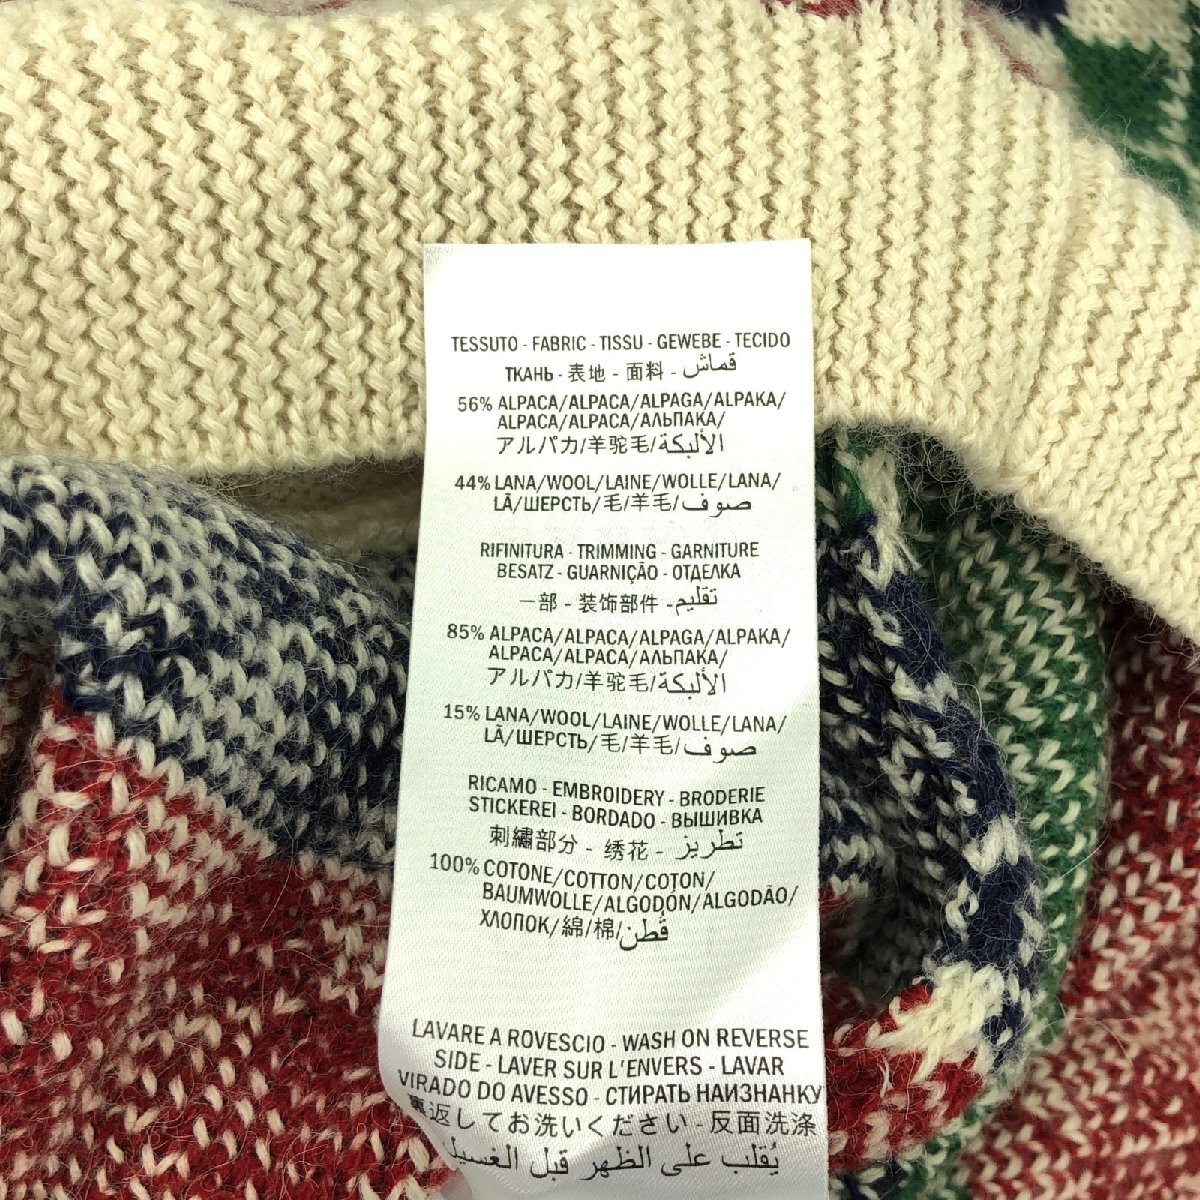 TESSUTO - FABRIC - TISSU - GEWEBE - TECIDO
ТКАНЬ - 表地 - 面料 - قماش
56% ALPACA/ALPACA/ALPAGA/ALPAKA/
ALPACA/ALPACA/АЛЬПАКА/
アルパカ/羊驼毛/الألبكة
44% LANA/WOOL/LAINE/WOLLE/LANA/
LÃ/ШЕРСТЬ/毛/羊毛/صوف
RIFINITURA - TRIMMING - GARNITURE
BESATZ - GUARNIÇÃO - ОТДЕЛКА
一部 - 装饰部件 - تقليم
85% ALPACA/ALPACA/ALPAGA/ALPAKA/
ALPACA/ALPACA/АЛЬПАКА/
アルパカ/羊驼毛/الألبكة
15% LANA/WOOL/LAINE/WOLLE/LANA/
LÃ/ШЕРСТЬ/毛/羊毛/صوف
RICAMO - EMBROIDERY - BRODERIE
STICKEREI - BORDADO - ВЫШИВКА
刺繍部分 - 绣花 - تطريز
100% COTONE/COTTON/COTON/
BAUMWOLLE/ALGODON/ALGODÃO/
ХЛОПОК/綿/棉/قطن
LAVARE A ROVESCIO - WASH ON REVERSE
SIDE - LAVER SUR L'ENVERS - LAVAR
VIRADO DO AVESSO - СТИРАТЬ НАИЗНАНКУ
裏返してお洗いください - 反面洗涤
يُقلب على الظهر قبل الغسيل